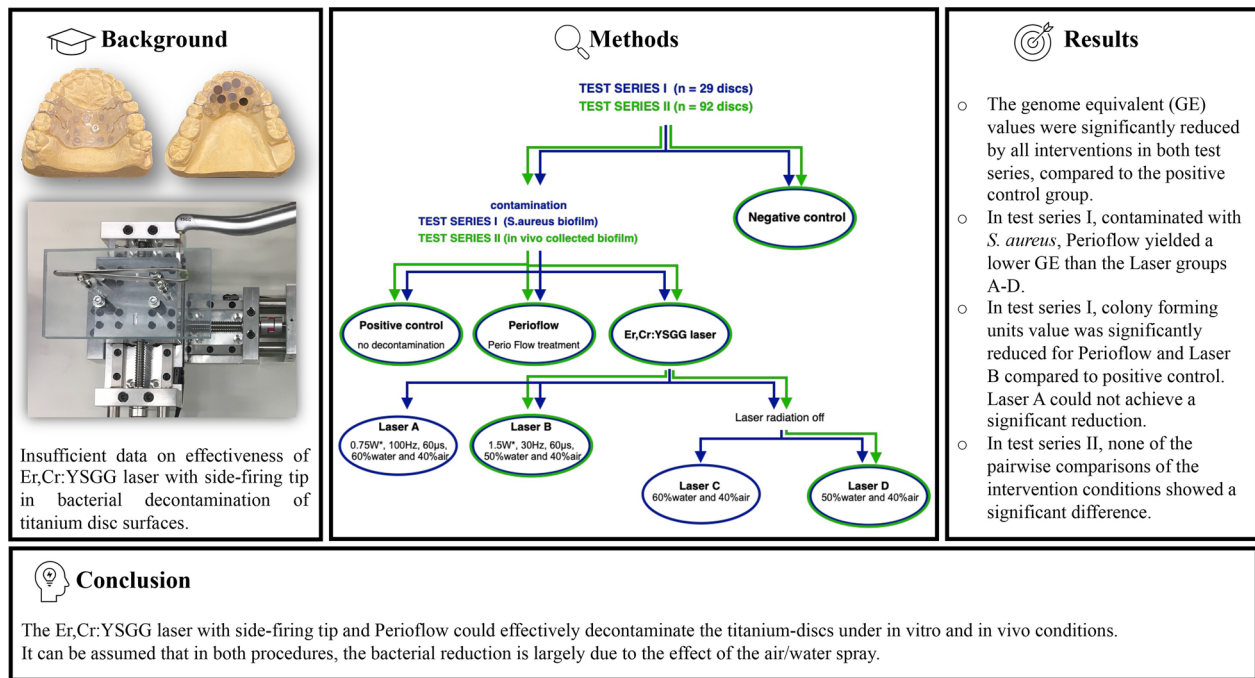 Background
Insufficient data on effectiveness of
Er,Cr:YSGG laser with side-firing tip
in bacterial decontamination of
titanium disc surfaces.
Methods
TEST SERIES I (n = 29 discs)
TEST SERIES II (n = 92 discs)
contamination
TEST SERIES I (S.aureus biofilm)
TEST SERIES II (in vivo collected biofilm)
Negative control
Positive control
no decontamination
Perioflow
Perio Flow treatment
Er,Cr:YSGG laser
Laser A
0.75W*, 100Hz, 60µs,
60%water and 40%air
Laser B
1.5W*, 30Hz, 60µs,
50%water and 40%air
Laser radiation off
Laser C
60%water and 40%air
Laser D
50%water and 40%air
Results
o The genome equivalent (GE)
values were significantly reduced
by all interventions in both test
series, compared to the positive
control group.
o In test series I, contaminated with
S. aureus, Perioflow yielded a
lower GE than the Laser groups
A-D.
o In test series I, colony forming
units value was significantly
reduced for Perioflow and Laser
B compared to positive control.
Laser A could not achieve a
significant reduction.
o In test series II, none of the
pairwise comparisons of the
intervention conditions showed a
significant difference.
Conclusion
The Er,Cr:YSGG laser with side-firing tip and Perioflow could effectively decontaminate the titanium-discs under in vitro and in vivo conditions.
It can be assumed that in both procedures, the bacterial reduction is largely due to the effect of the air/water spray.